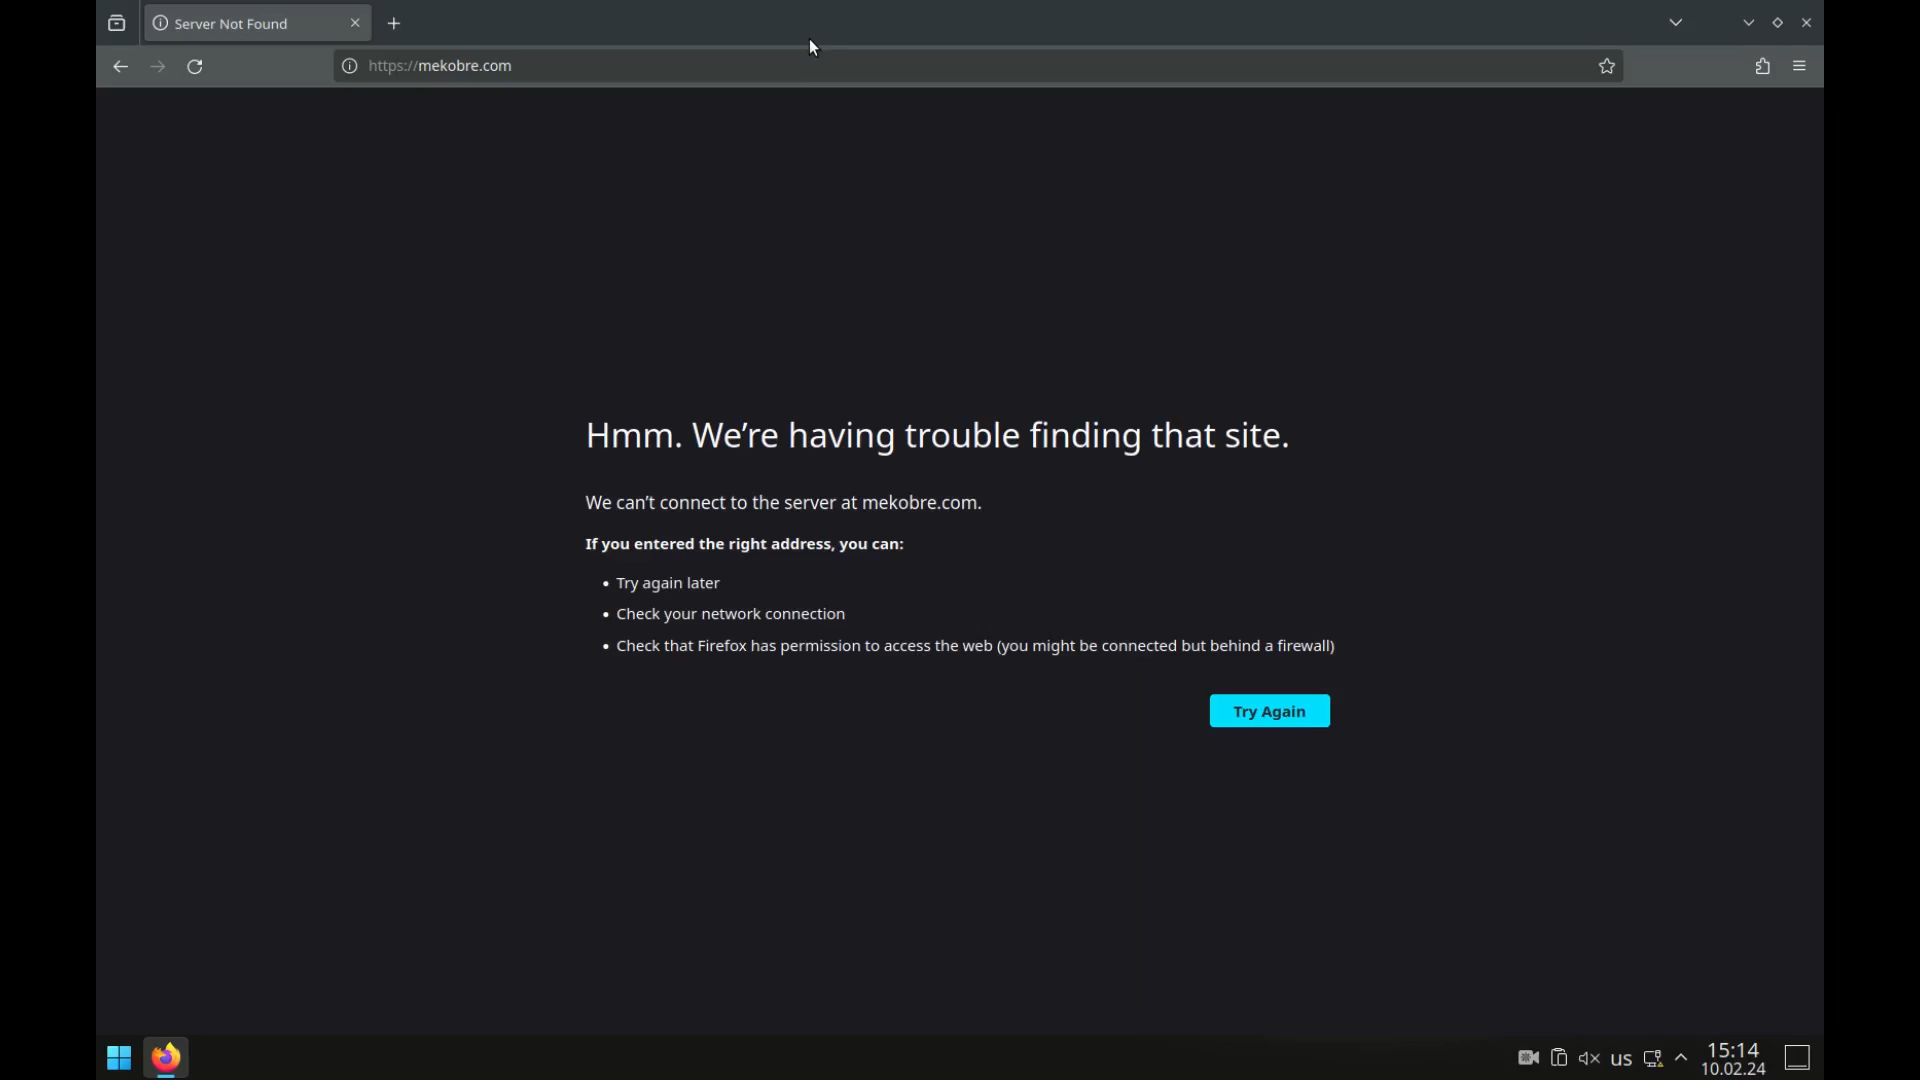 Server Not Found
https://mekobre.com
Hmm. We’re having trouble finding that site.
We can’t connect to the server at mekobre.com.
If you entered the right address, you can:
• Try again later
• Check your network connection
• Check that Firefox has permission to access the web (you might be connected but behind a firewall)
Try Again
us
15:14
10.02.24